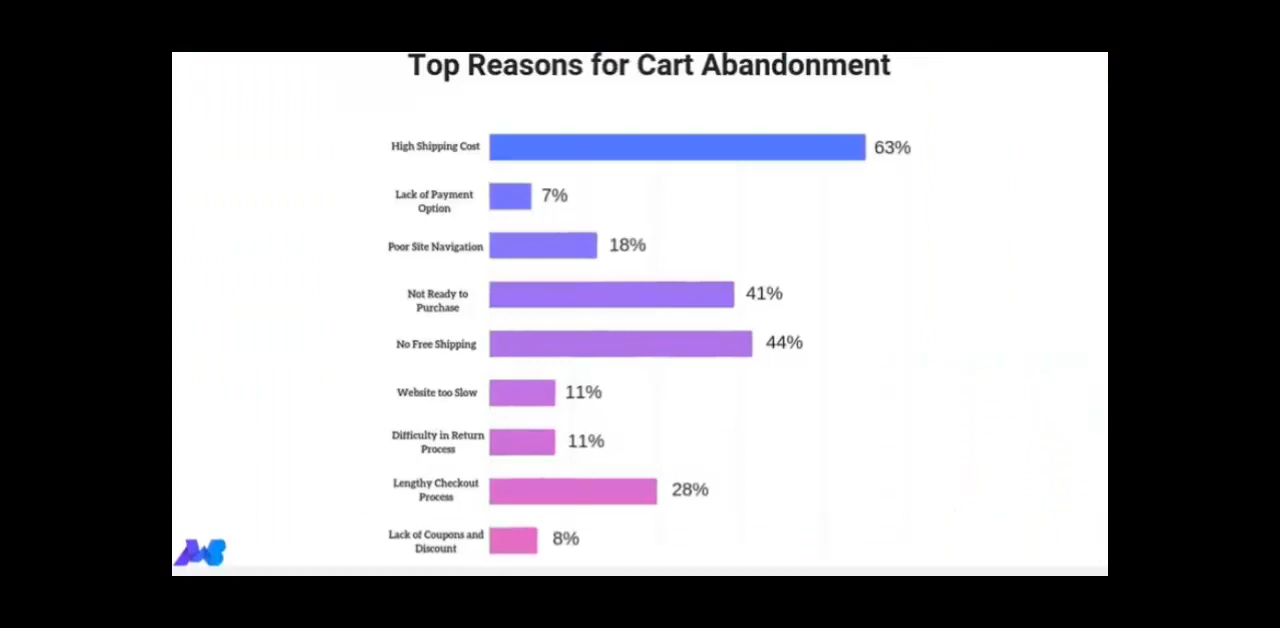 Top Reasons for Cart Abandonment
High Shipping Cost
63%
Lack of Payment
Option
7%
Poor Site Navigation
18%
Not Ready to
Purchase
41%
No Free Shipping
44%
Website too Slow
11%
Difficulty in Return
Process
11%
Lengthy Checkout
Process
28%
Lack of Coupons and
Discount
8%